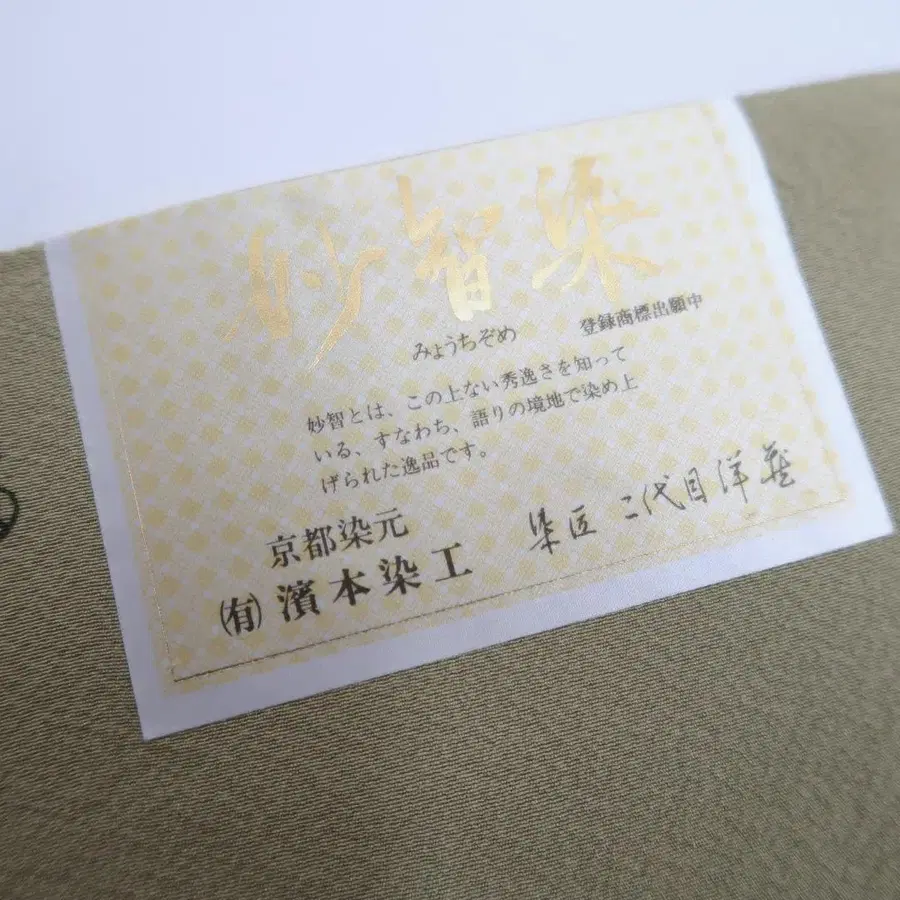 妙智染
みょうちぞめ 登録商標出願中
妙智とは、この上ない秀逸さを知って
いる、すなわち、語りの境地で染め上
げられた逸品です。
京都染元
㈲ 濱本染工
染匠 二代目 洋蔵